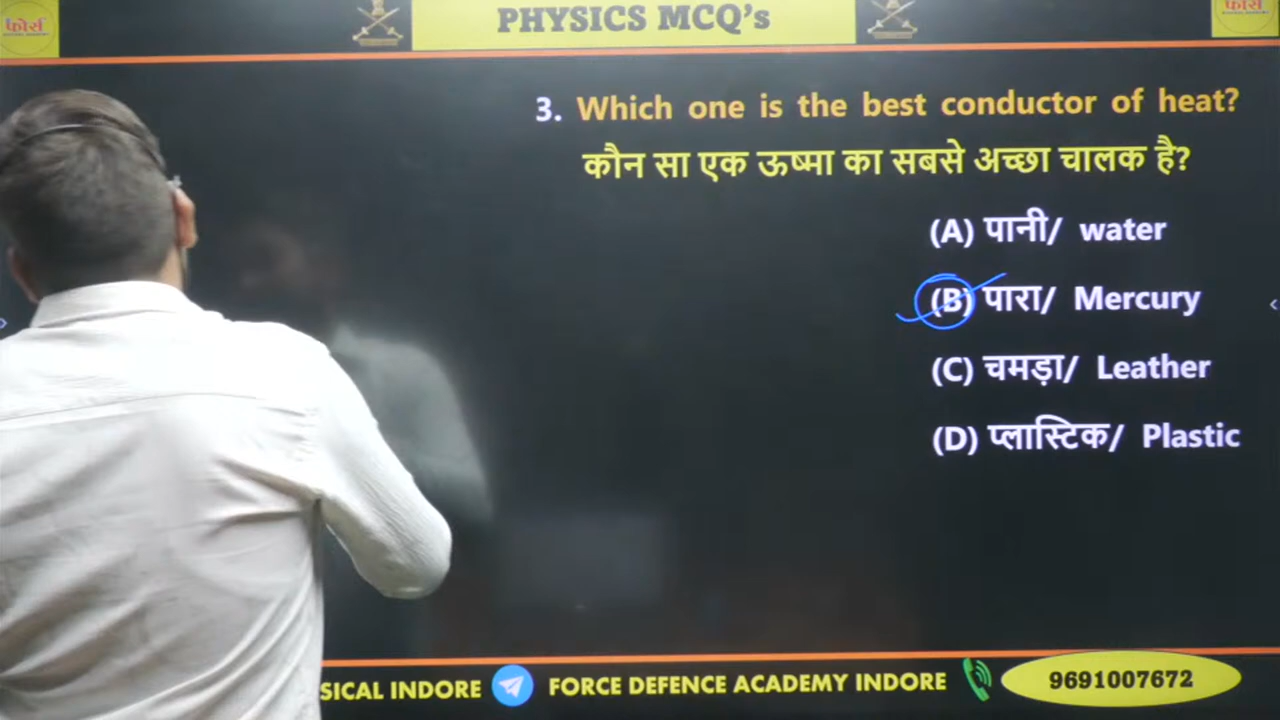 फोर्स
PHYSICS MCQ's
फोर्स
3. Which one is the best conductor of heat?
कौन सा एक ऊष्मा का सबसे अच्छा चालक है?
(A) पानी/ water
(B) पारा/ Mercury
(C) चमड़ा/ Leather
(D) प्लास्टिक/ Plastic
SICAL INDORE FORCE DEFENCE ACADEMY INDORE 9691007672